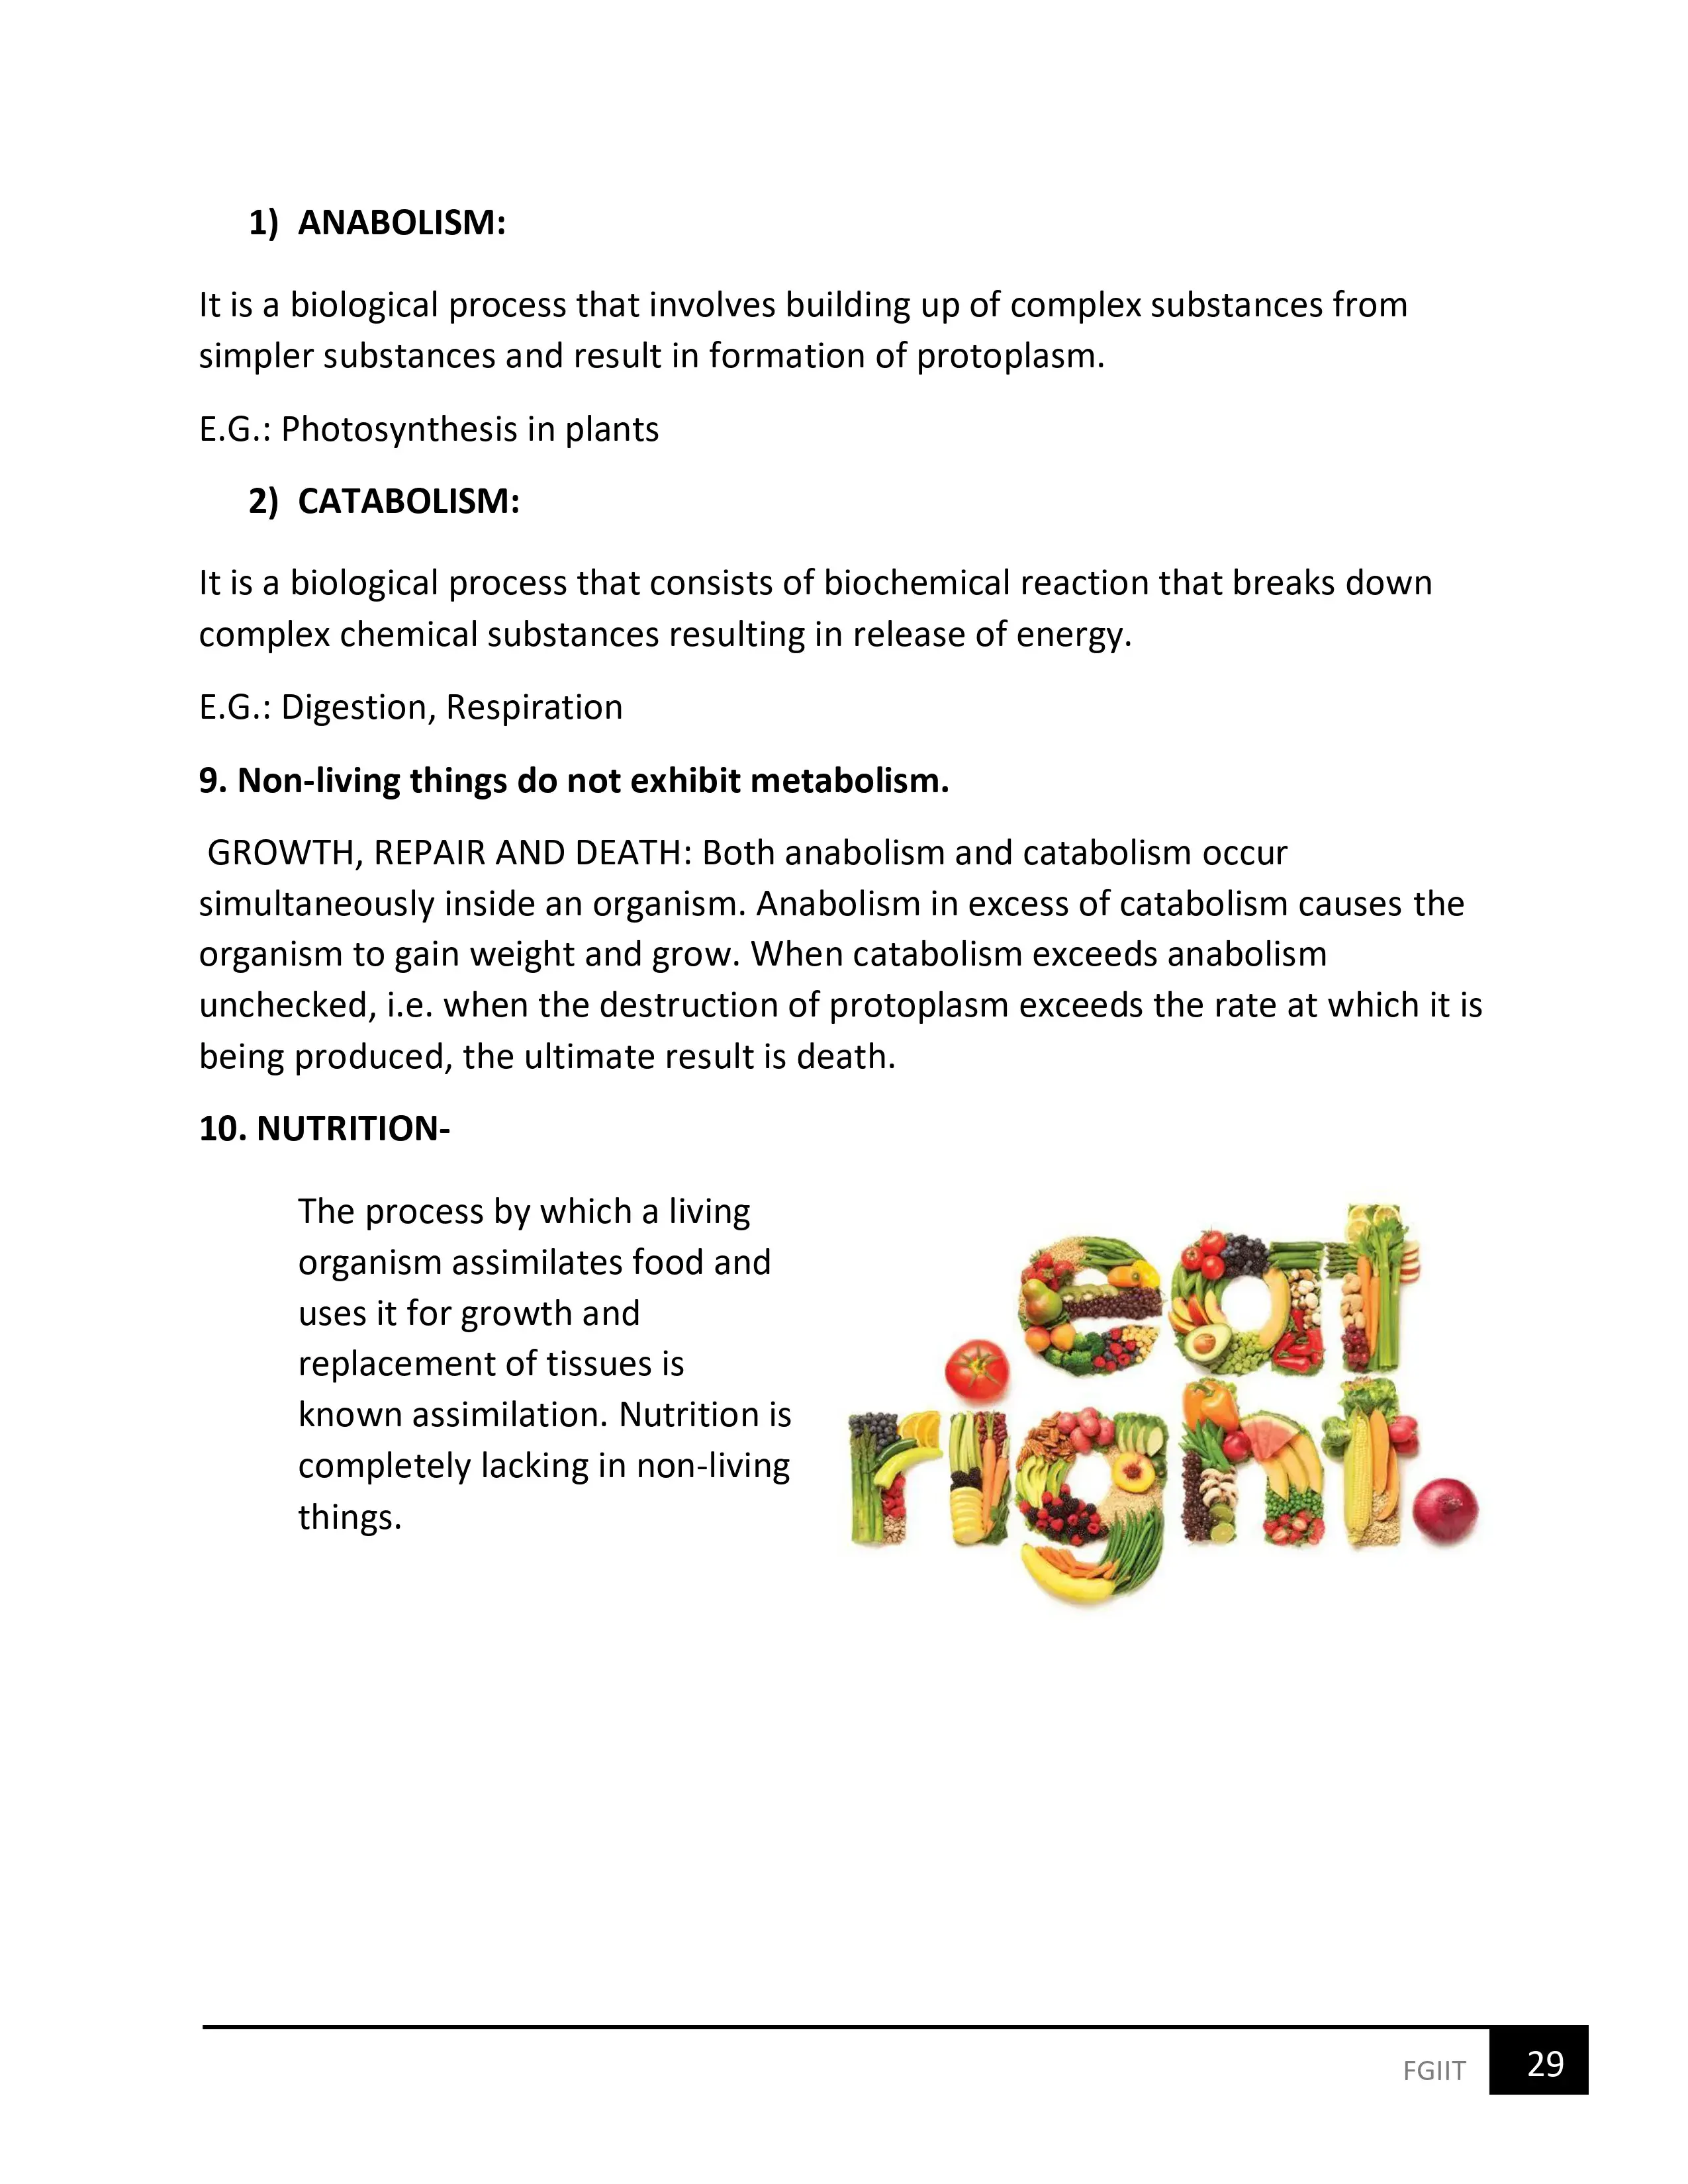 1) ANABOLISM:
It is a biological process that involves building up of complex substances from
simpler substances and result in formation of protoplasm.
E.G.: Photosynthesis in plants
2) CATABOLISM:
It is a biological process that consists of biochemical reaction that breaks down
complex chemical substances resulting in release of energy.
E.G.: Digestion, Respiration
9. Non-living things do not exhibit metabolism.
GROWTH, REPAIR AND DEATH: Both anabolism and catabolism occur
simultaneously inside an organism. Anabolism in excess of catabolism causes the
organism to gain weight and grow. When catabolism exceeds anabolism
unchecked, i.e. when the destruction of protoplasm exceeds the rate at which it is
being produced, the ultimate result is death.
10. NUTRITION-
The process by which a living
organism assimilates food and
uses it for growth and
replacement of tissues is
known assimilation. Nutrition is
completely lacking in non-living
things.
eat
right.
FGIIT 29